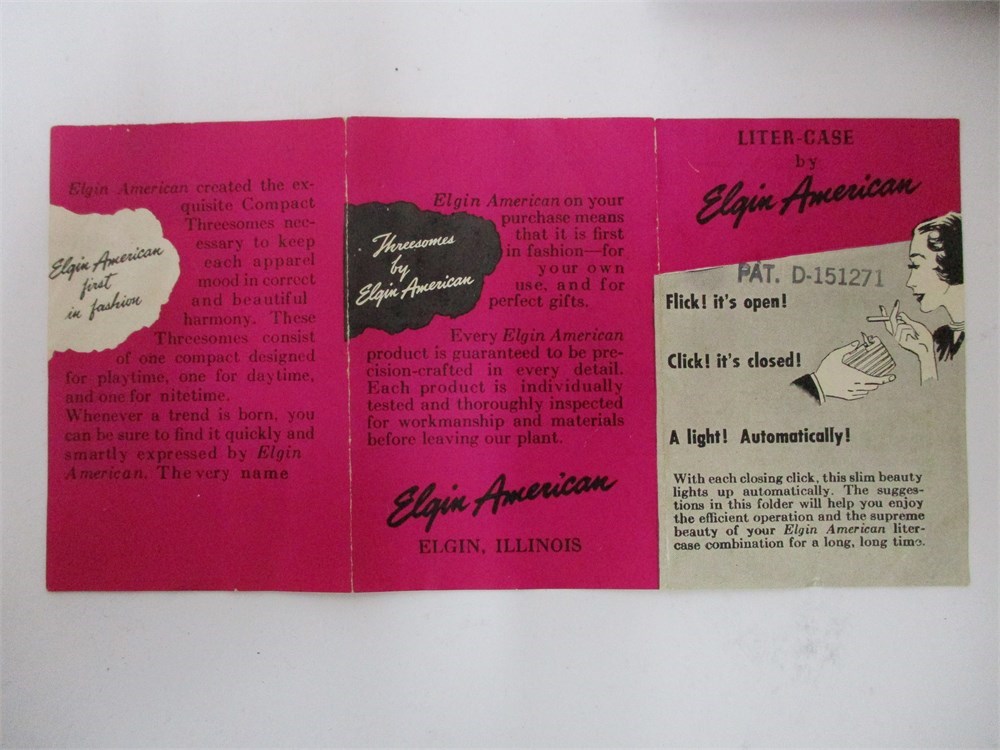 Elgin American created the ex-
quisite Compact
Threesomes nec-
essary to keep
each apparel
mood in correct
and beautiful
harmony. These
Threesomes consist
of one compact designed
for playtime, one for daytime,
and one for nitetime.
Whenever a trend is born, you
can be sure to find it quickly and
smartly expressed by Elgin
American. The very name
Elgin American
first
in fashion
Elgin American on your
purchase means
that it is first
in fashion—for
your own
use, and for
perfect gifts.
Threesomes
by
Elgin American
Every Elgin American
product is guaranteed to be pre-
cision-crafted in every detail.
Each product is individually
tested and thoroughly inspected
for workmanship and materials
before leaving our plant.
Elgin American
ELGIN, ILLINOIS
LITER-CASE
by
Elgin American
PAT. D-151271
Flick! it's open!
Click! it's closed!
A light! Automatically!
With each closing click, this slim beauty
lights up automatically. The sugges-
tions in this folder will help you enjoy
the efficient operation and the supreme
beauty of your Elgin American liter-
case combination for a long, long time.